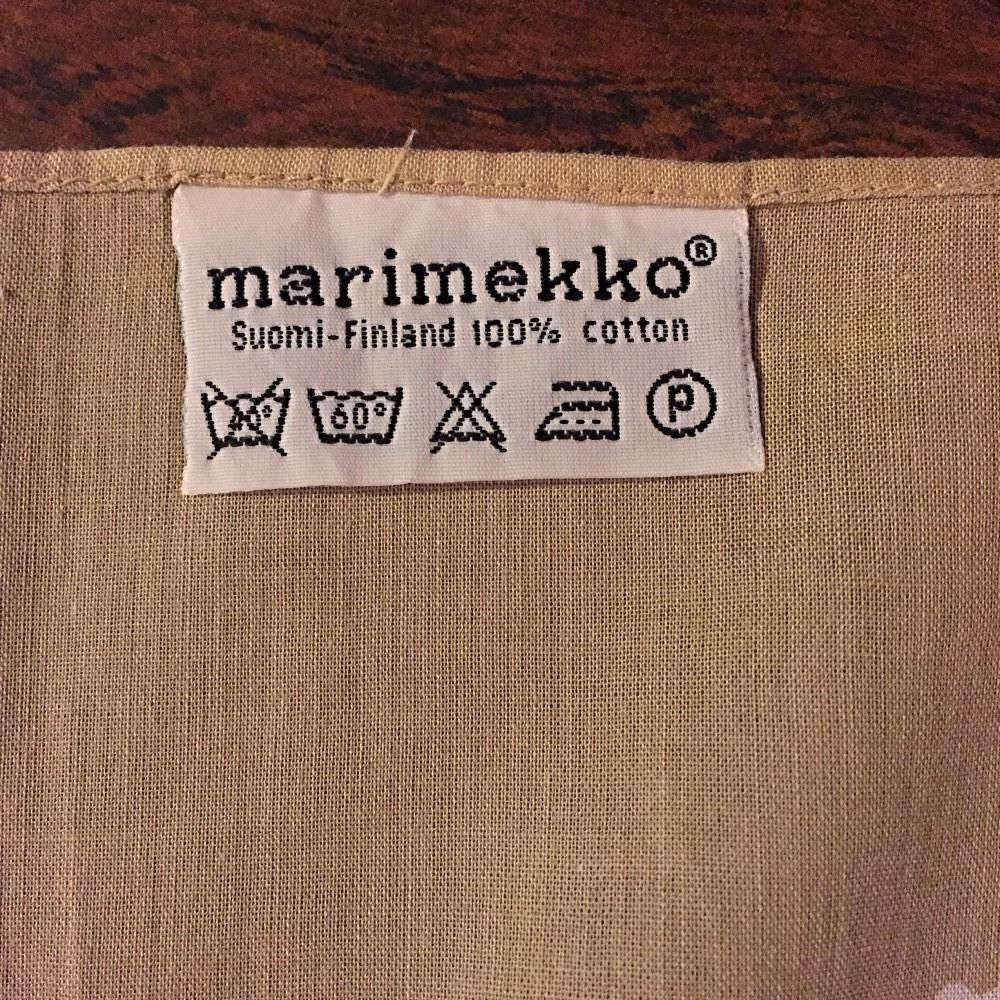 marimekko®
Suomi-Finland 100% cotton
60° P